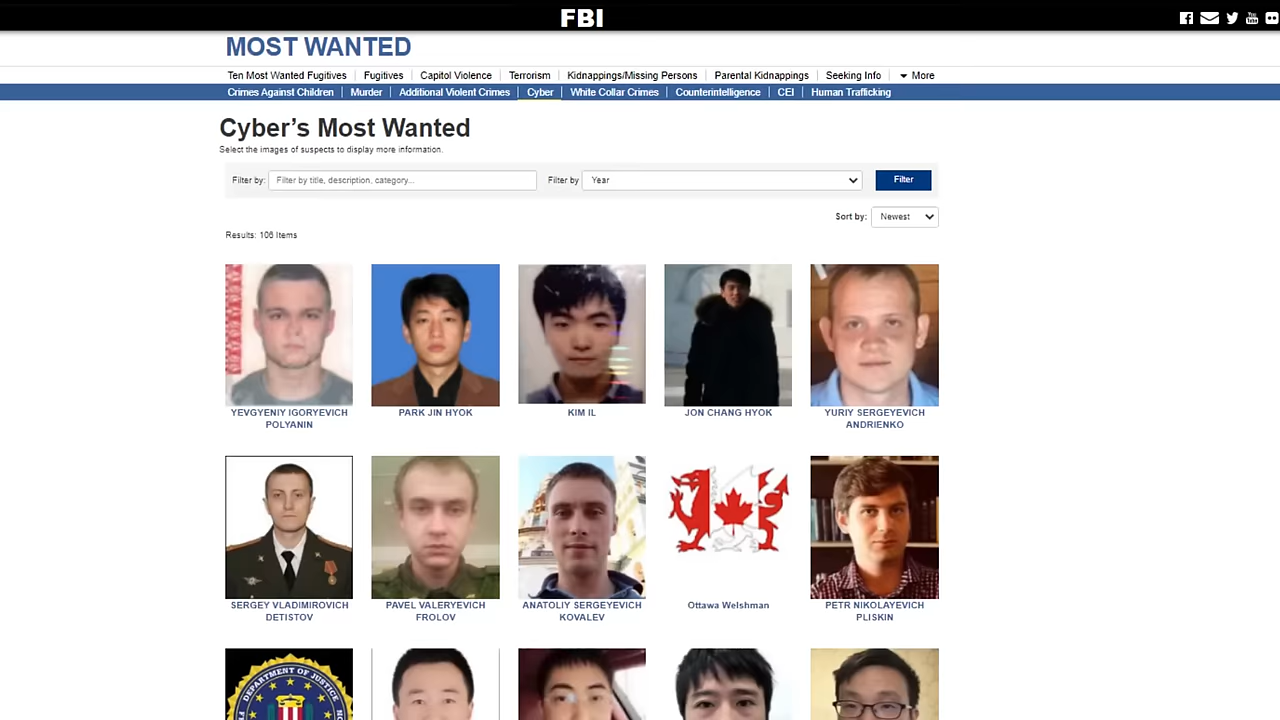 FBI
MOST WANTED
Ten Most Wanted Fugitives Fugitives Capitol Violence Terrorism Kidnappings/Missing Persons Parental Kidnappings Seeking Info More
Crimes Against Children Murder Additional Violent Crimes Cyber White Collar Crimes Counterintelligence CEI Human Trafficking
Cyber’s Most Wanted
Select the images of suspects to display more information.
Filter by: Filter by title, description, category... Filter by Year Filter
Sort by: Newest
Results: 106 Items
YEVGYENIY IGORYEVICH
POLYANIN
PARK JIN HYOK
KIM IL
JON CHANG HYOK
YURIY SERGEYEVICH
ANDRIENKO
SERGEY VLADIMIROVICH
DETISTOV
PAVEL VALERYEVICH
FROLOV
ANATOLIY SERGEYEVICH
KOVALEV
Ottawa Welshman
PETR NIKOLAYEVICH
PLISKIN
DEPARTMENT OF JUSTICE